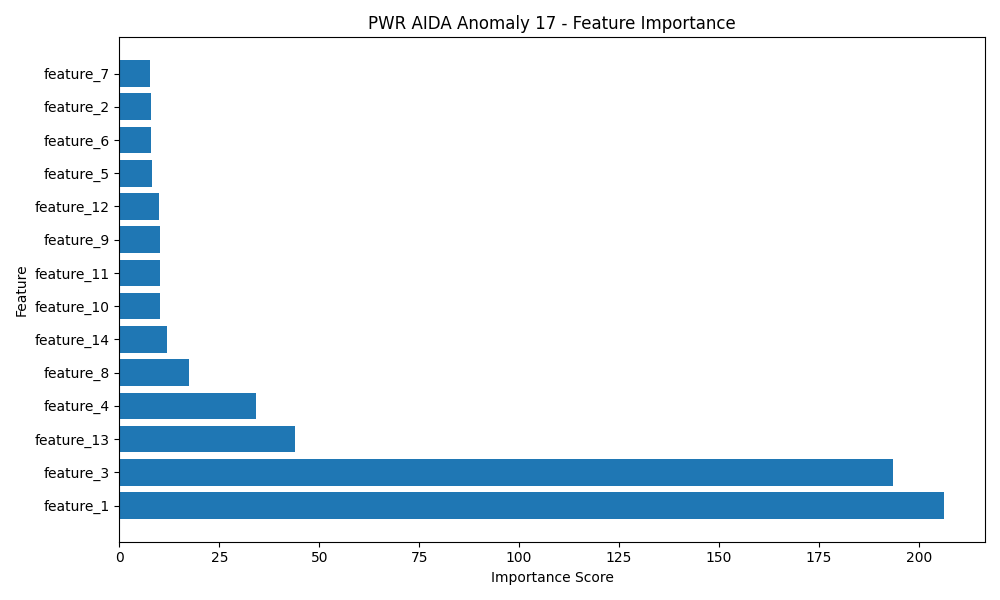 PWR AIDA Anomaly 17 - Feature Importance
Feature
feature_7
feature_2
feature_6
feature_5
feature_12
feature_9
feature_11
feature_10
feature_14
feature_8
feature_4
feature_13
feature_3
feature_1
0 25 50 75 100 125 150 175 200
Importance Score